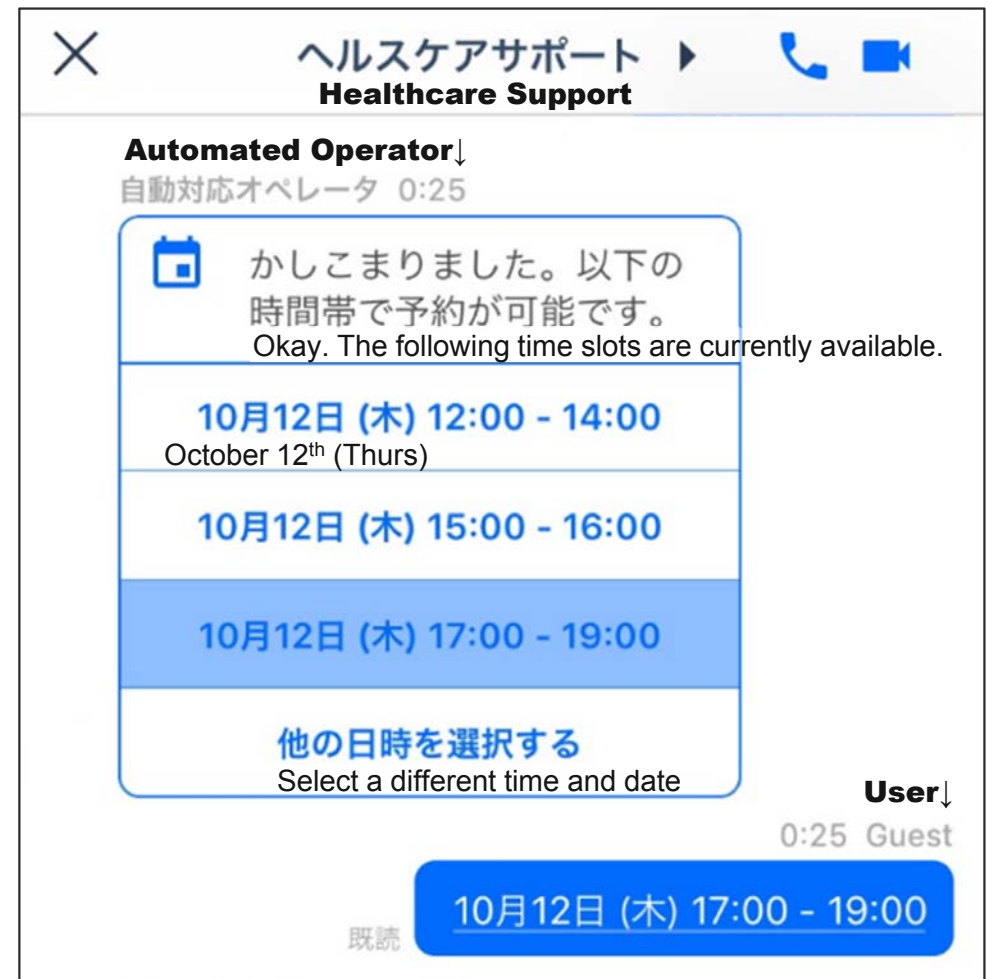 ヘルスケアサポート
Healthcare Support
Automated Operator↓
自動対応オペレータ 0:25
かしこまりました。以下の
時間帯で予約が可能です。
Okay. The following time slots are currently available.
10月12日 (木) 12:00 - 14:00
October 12th (Thurs)
10月12日 (木) 15:00 - 16:00
10月12日 (木) 17:00 - 19:00
他の日時を選択する
Select a different time and date
User↓
0:25 Guest
10月12日 (木) 17:00 - 19:00
既読